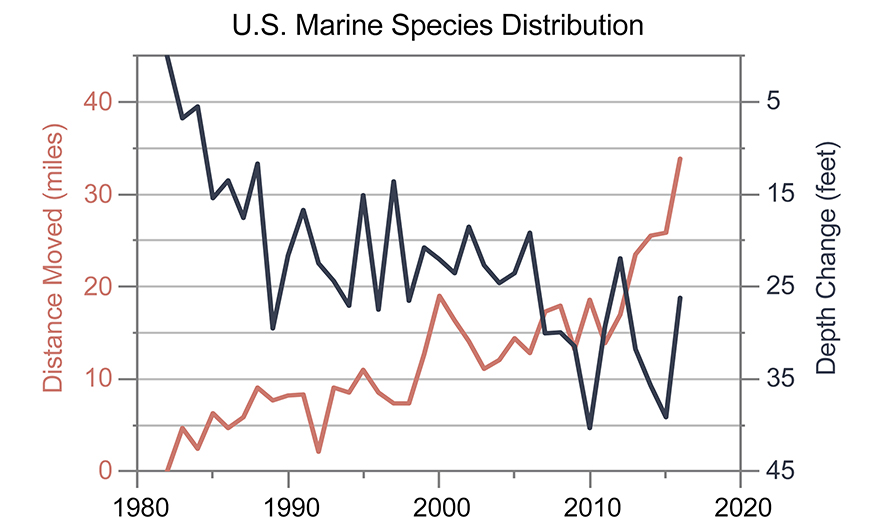 U.S. Marine Species Distribution
Distance Moved (miles)
40
30
20
10
0
5
15
25
35
45
Depth Change (feet)
1980 1990 2000 2010 2020